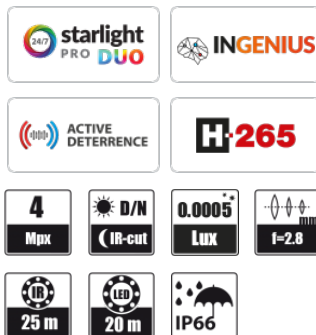 24/7
starlight
PRO DUO
INGENIUS
ACTIVE
DETERRENCE
H·265
4
Mpx
D/N
IR-cut
0.0005
Lux
mm
f=2.8
IR
25 m
LED
20 m
IP66